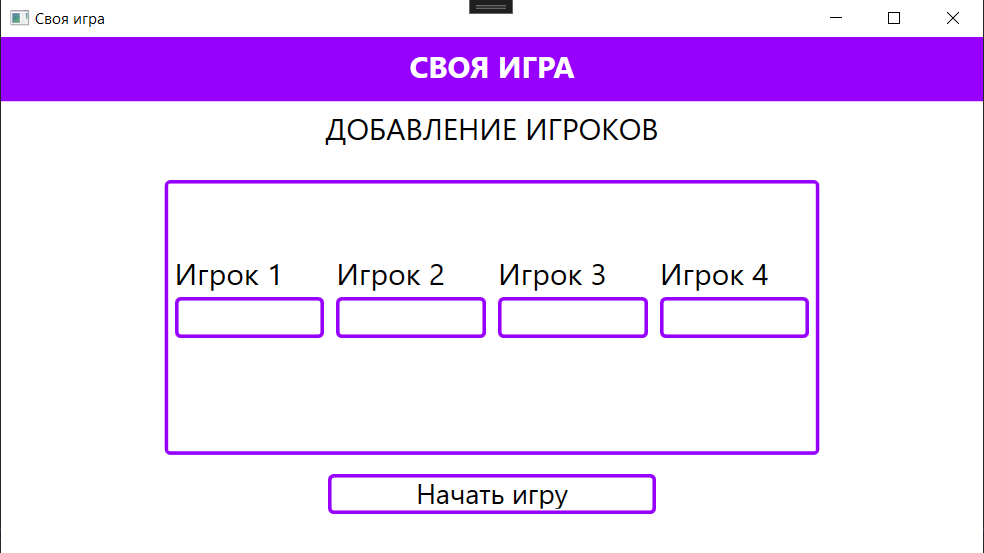 Своя игра
СВОЯ ИГРА
ДОБАВЛЕНИЕ ИГРОКОВ
Игрок 1 Игрок 2 Игрок 3 Игрок 4
Начать игру